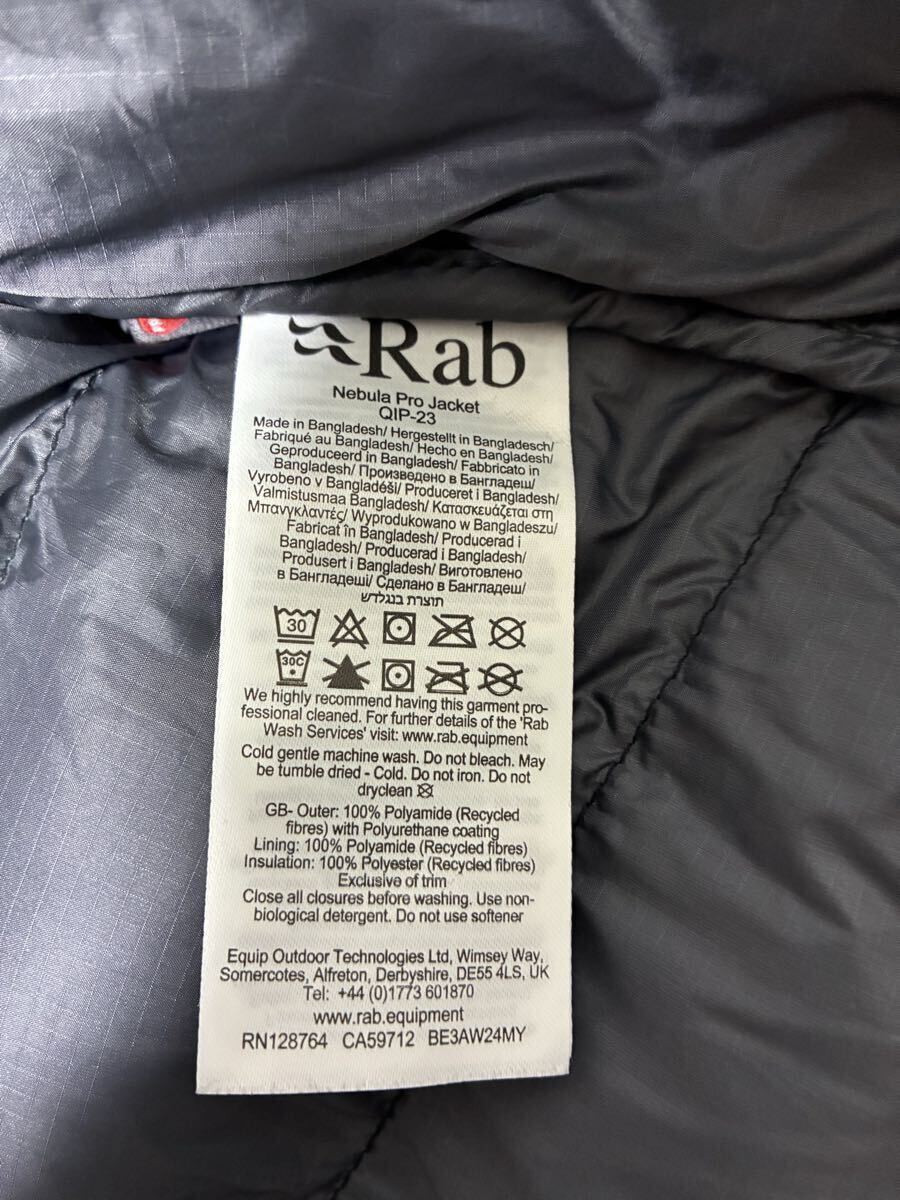 Rab
Nebula Pro Jacket
QIP-23
Made in Bangladesh/ Hergestellt in Bangladesch/
Fabriqué au Bangladesh/ Hecho en Bangladesh/
Geproduceerd in Bangladesh/ Fabbricato in
Bangladesh/ Произведено в Бангладеш/
Vyrobeno v Bangladéši/ Produceret i Bangladesh/
Valmistusmaa Bangladesh/ Κατασκευάζεται στη
Μπανγκλαντές/ Wyprodukowano w Bangladeszu/
Fabricat în Bangladesh/ Producerad i
Bangladesh/ Producerad i Bangladesh/
Produsert i Bangladesh/ Виготовлено
в Бангладеші/ Сделано в Бангладеш/
תוצרת בנגלדש
30
30C
We highly recommend having this garment pro-
fessional cleaned. For further details of the 'Rab
Wash Services' visit: www.rab.equipment
Cold gentle machine wash. Do not bleach. May
be tumble dried - Cold. Do not iron. Do not
dryclean
GB- Outer: 100% Polyamide (Recycled
fibres) with Polyurethane coating
Lining: 100% Polyamide (Recycled fibres)
Insulation: 100% Polyester (Recycled fibres)
Exclusive of trim
Close all closures before washing. Use non-
biological detergent. Do not use softener
Equip Outdoor Technologies Ltd, Wimsey Way,
Somercotes, Alfreton, Derbyshire, DE55 4LS, UK
Tel: +44 (0)1773 601870
www.rab.equipment
RN128764 CA59712 BE3AW24MY